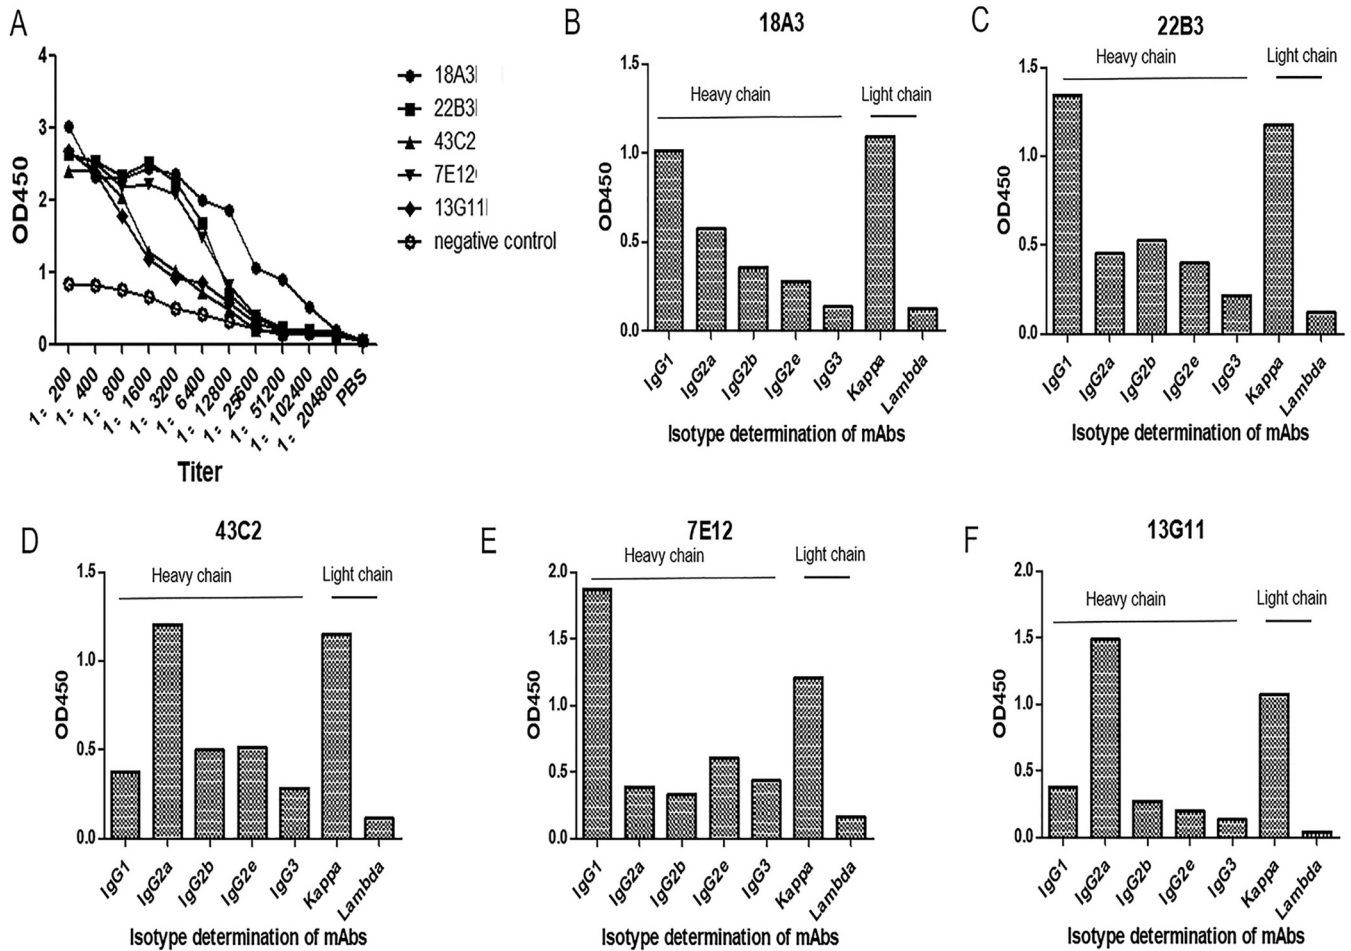 A
4
3
2
1
0
OD450
1: 200
1: 400
1: 800
1: 1600
1: 3200
1: 6400
1: 12800
1: 25600
1: 51200
1: 102400
1: 204800
PBS
Titer
18A3
22B3
43C2
7E12
13G11
negative control
B
18A3
Heavy chain
Light chain
1.5
1.0
0.5
0.0
OD450
IgG1
IgG2a
IgG2b
IgG2e
IgG3
Kappa
Lambda
Isotype determination of mAbs
C
22B3
Heavy chain
Light chain
1.5
1.0
0.5
0.0
OD450
IgG1
IgG2a
IgG2b
IgG2e
IgG3
Kappa
Lambda
Isotype determination of mAbs
D
43C2
Heavy chain
Light chain
1.5
1.0
0.5
0.0
OD450
IgG1
IgG2a
IgG2b
IgG2e
IgG3
Kappa
Lambda
Isotype determination of mAbs
E
7E12
Heavy chain
Light chain
2.0
1.5
1.0
0.5
0.0
OD450
IgG1
IgG2a
IgG2b
IgG2e
IgG3
Kappa
Lambda
Isotype determination of mAbs
F
13G11
Heavy chain
Light chain
2.0
1.5
1.0
0.5
0.0
OD450
IgG1
IgG2a
IgG2b
IgG2e
IgG3
Kappa
Lambda
Isotype determination of mAbs